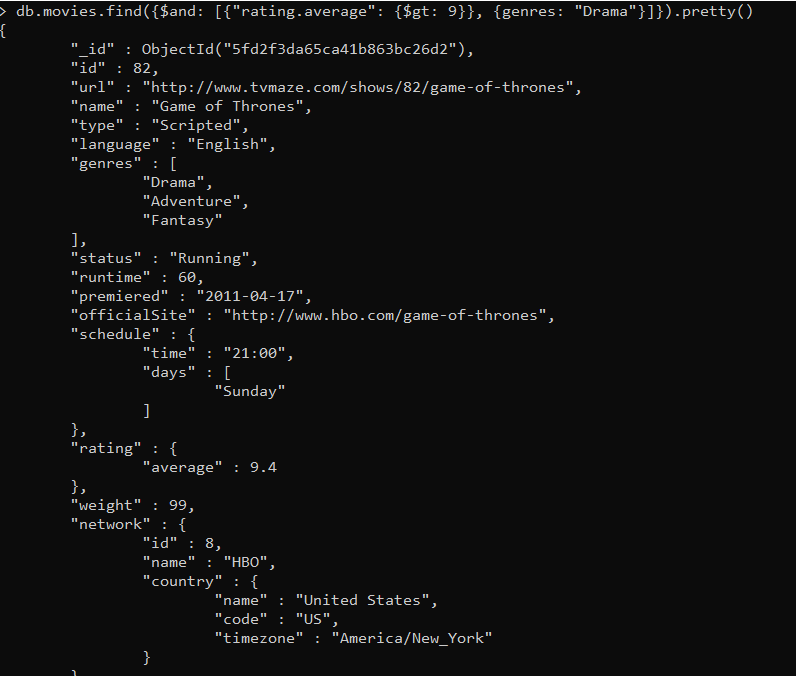 > db.movies.find({$and: [{"rating.average": {$gt: 9}}, {genres: "Drama"}]}).pretty()
{
        "_id" : ObjectId("5fd2f3da65ca41b863bc26d2"),
        "id" : 82,
        "url" : "http://www.tvmaze.com/shows/82/game-of-thrones",
        "name" : "Game of Thrones",
        "type" : "Scripted",
        "language" : "English",
        "genres" : [
                "Drama",
                "Adventure",
                "Fantasy"
        ],
        "status" : "Running",
        "runtime" : 60,
        "premiered" : "2011-04-17",
        "officialSite" : "http://www.hbo.com/game-of-thrones",
        "schedule" : {
                "time" : "21:00",
                "days" : [
                        "Sunday"
                ]
        },
        "rating" : {
                "average" : 9.4
        },
        "weight" : 99,
        "network" : {
                "id" : 8,
                "name" : "HBO",
                "country" : {
                        "name" : "United States",
                        "code" : "US",
                        "timezone" : "America/New_York"
                }